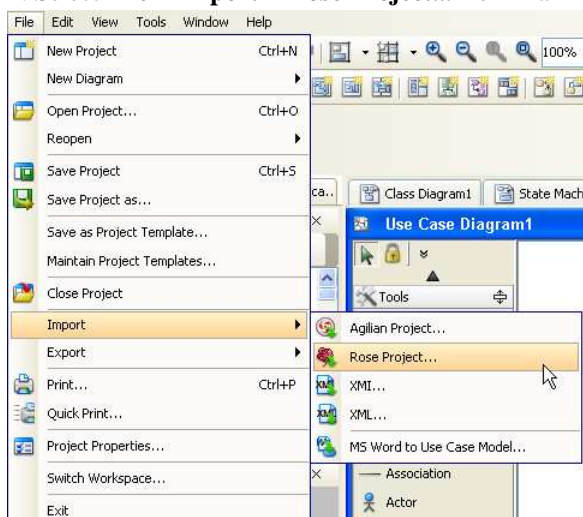 File Edit View Tools Window Help
New Project Ctrl+N
100%
New Diagram
Open Project... Ctrl+O
Reopen
Save Project Ctrl+S
ca..
Class Diagram1
State Mach
Save Project as...
Use Case Diagram1
Save as Project Template...
Maintain Project Templates...
Close Project
Tools
Import
Agilian Project...
Export
Rose Project...
Print... Ctrl+P
XMI...
Quick Print...
XML...
Project Properties...
MS Word to Use Case Model...
Switch Workspace...
Association
Exit
Actor